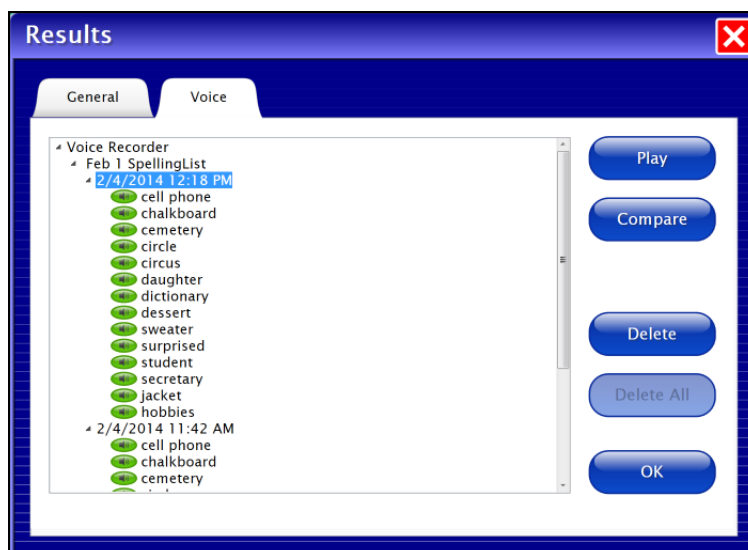 Results
General
Voice
Voice Recorder
Feb 1 SpellingList
2/4/2014 12:18 PM
cell phone
chalkboard
cemetery
circle
circus
daughter
dictionary
dessert
sweater
surprised
student
secretary
jacket
hobbies
2/4/2014 11:42 AM
cell phone
chalkboard
cemetery
Play
Compare
Delete
Delete All
OK